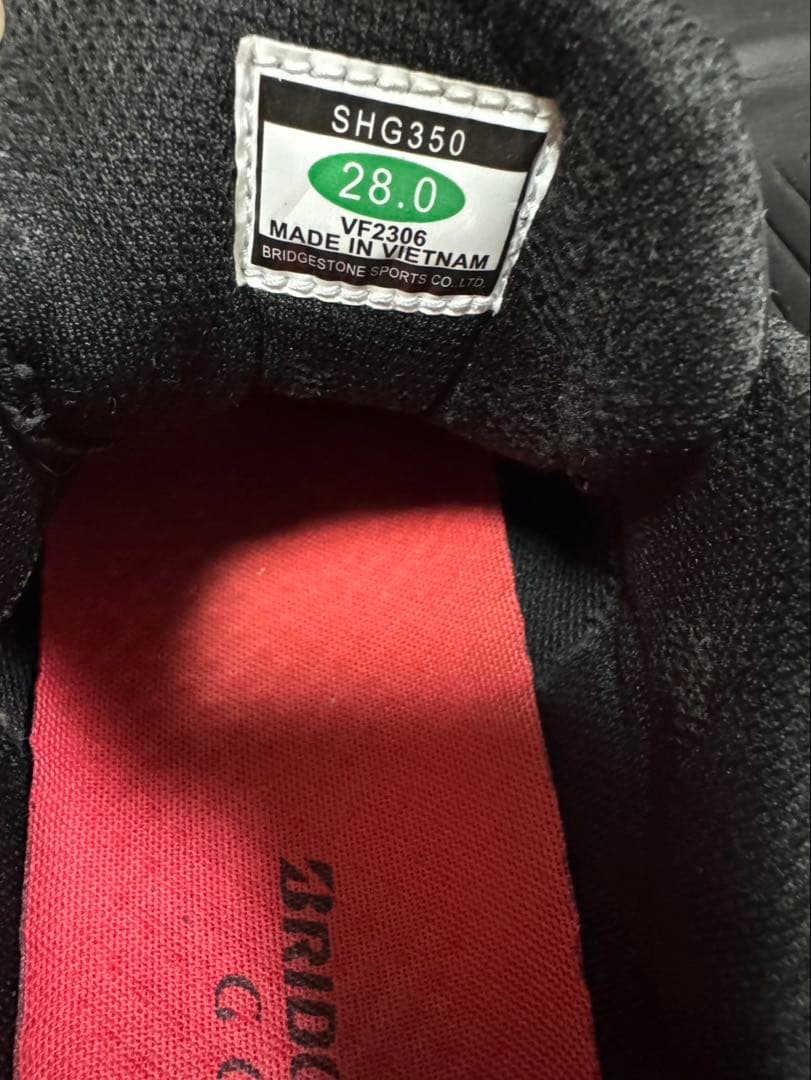 SHG350
28.0
VF2306
MADE IN VIETNAM
BRIDGESTONE SPORTS CO.,LTD.